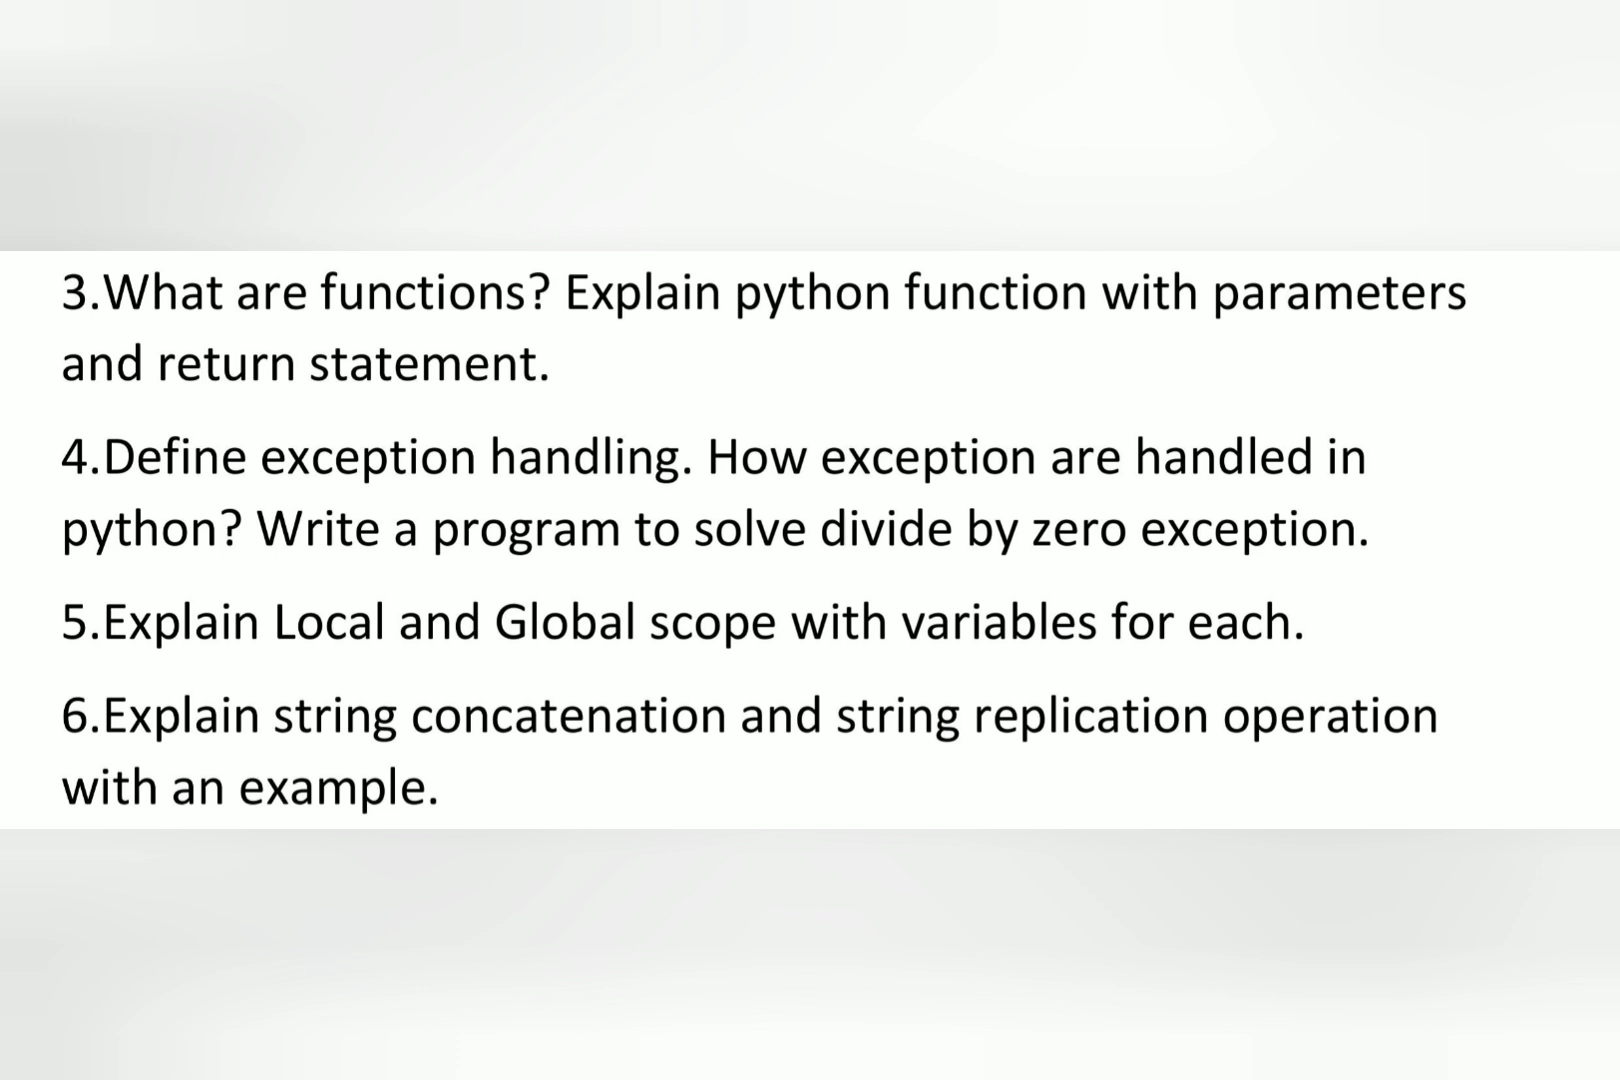 3.What are functions? Explain python function with parameters
and return statement.
4.Define exception handling. How exception are handled in
python? Write a program to solve divide by zero exception.
5.Explain Local and Global scope with variables for each.
6.Explain string concatenation and string replication operation
with an example.